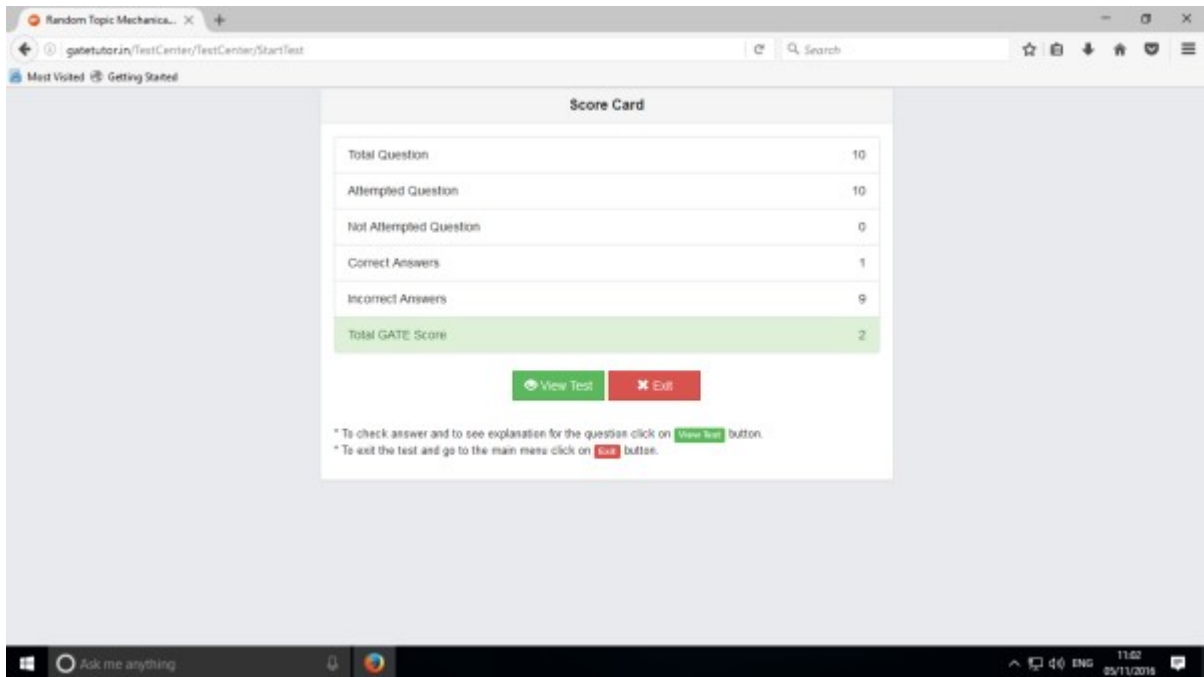 Random Topic Mechanica...
gatetutor.in/TestCenter/TestCenter/StartTest
Search
Most Visited
Getting Started
Score Card
Total Question 10
Attempted Question 10
Not Attempted Question 0
Correct Answers 1
Incorrect Answers 9
Total GATE Score 2
View Test
Exit
* To check answer and to see explanation for the question click on View Test button.
* To exit the test and go to the main menu click on Exit button.
Ask me anything
ENG
11:02
05/11/2016